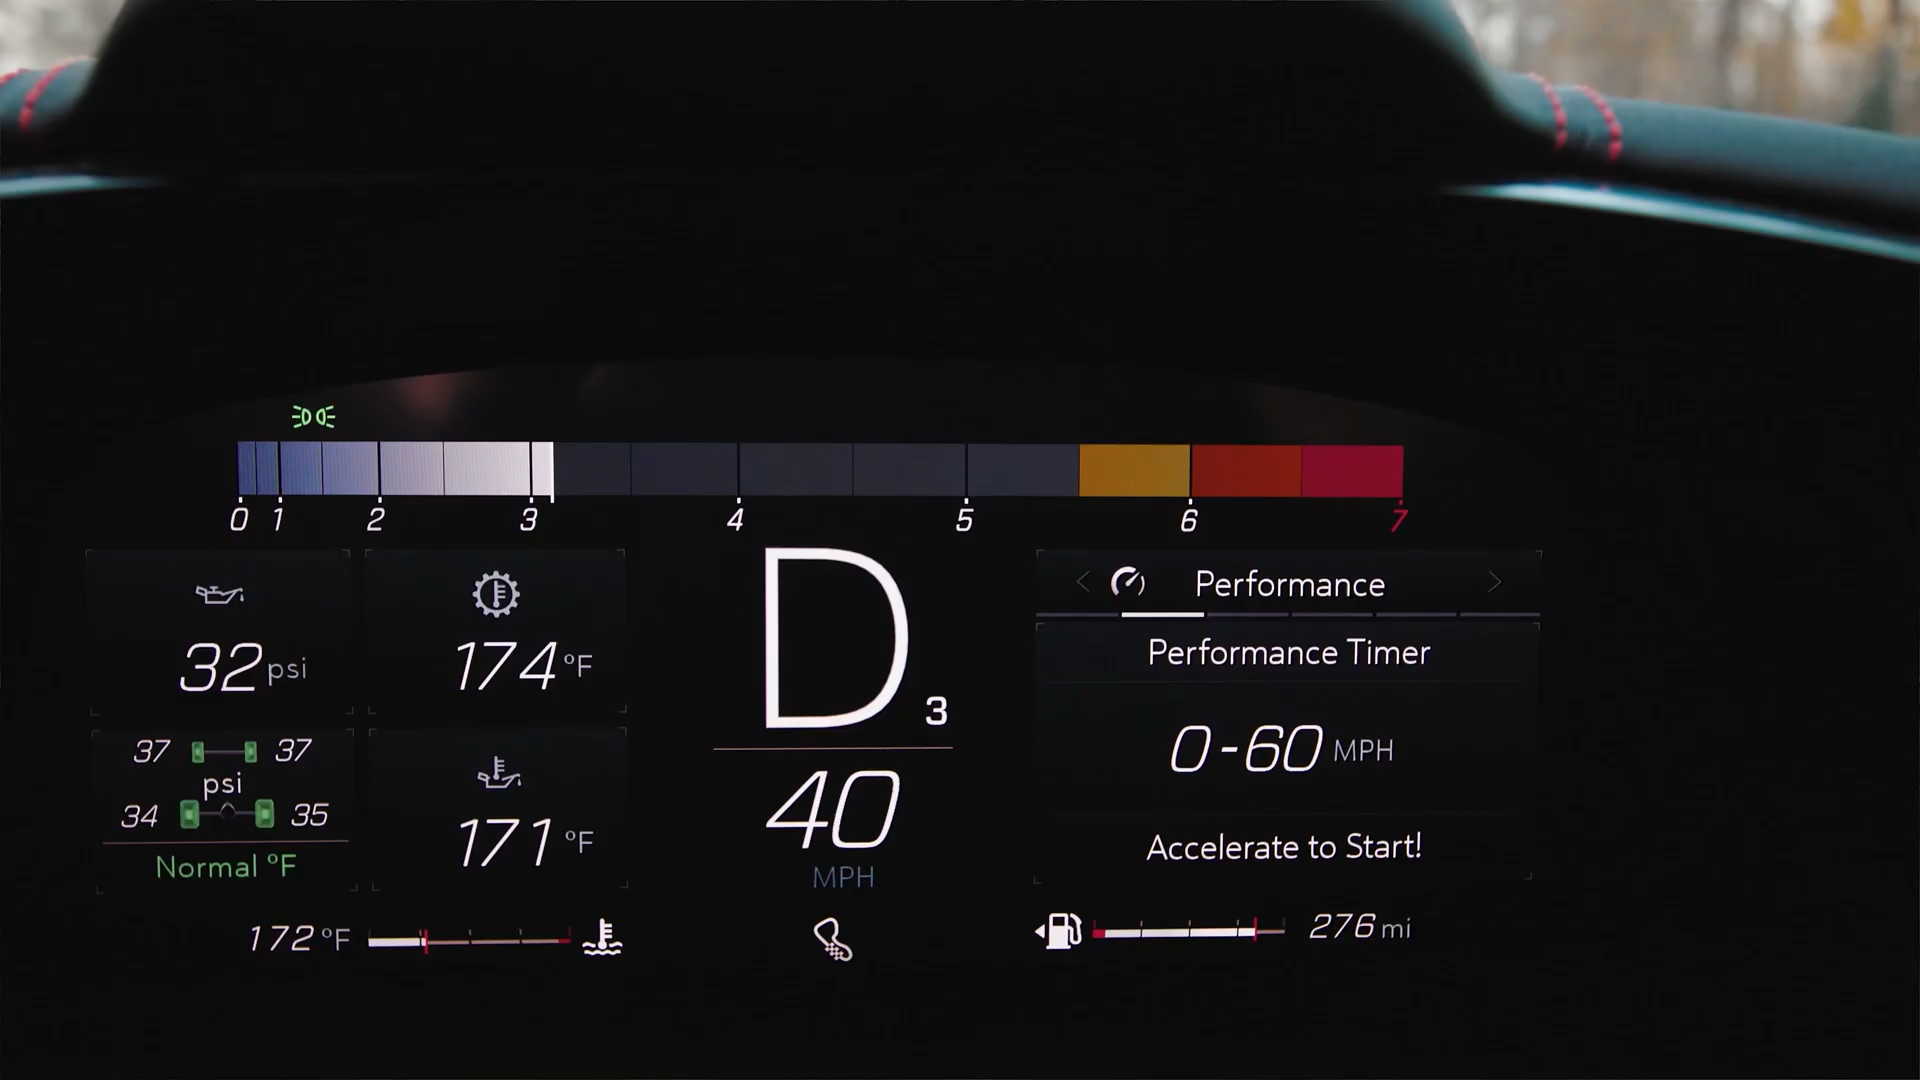 0 1 2 3 4 5 6 7
32 psi
174 °F
37 37
psi
34 35
Normal °F
171 °F
172 °F
D 3
40
MPH
Performance
Performance Timer
0-60 MPH
Accelerate to Start!
276 mi